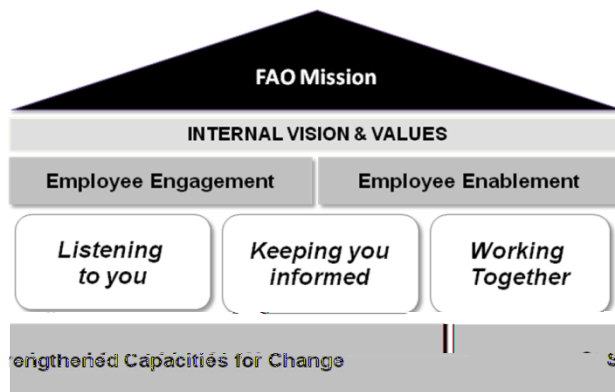 FAO Mission
INTERNAL VISION & VALUES
Employee Engagement
Employee Enablement
Listening
to you
Keeping you
informed
Working
Together
Capacities for Change